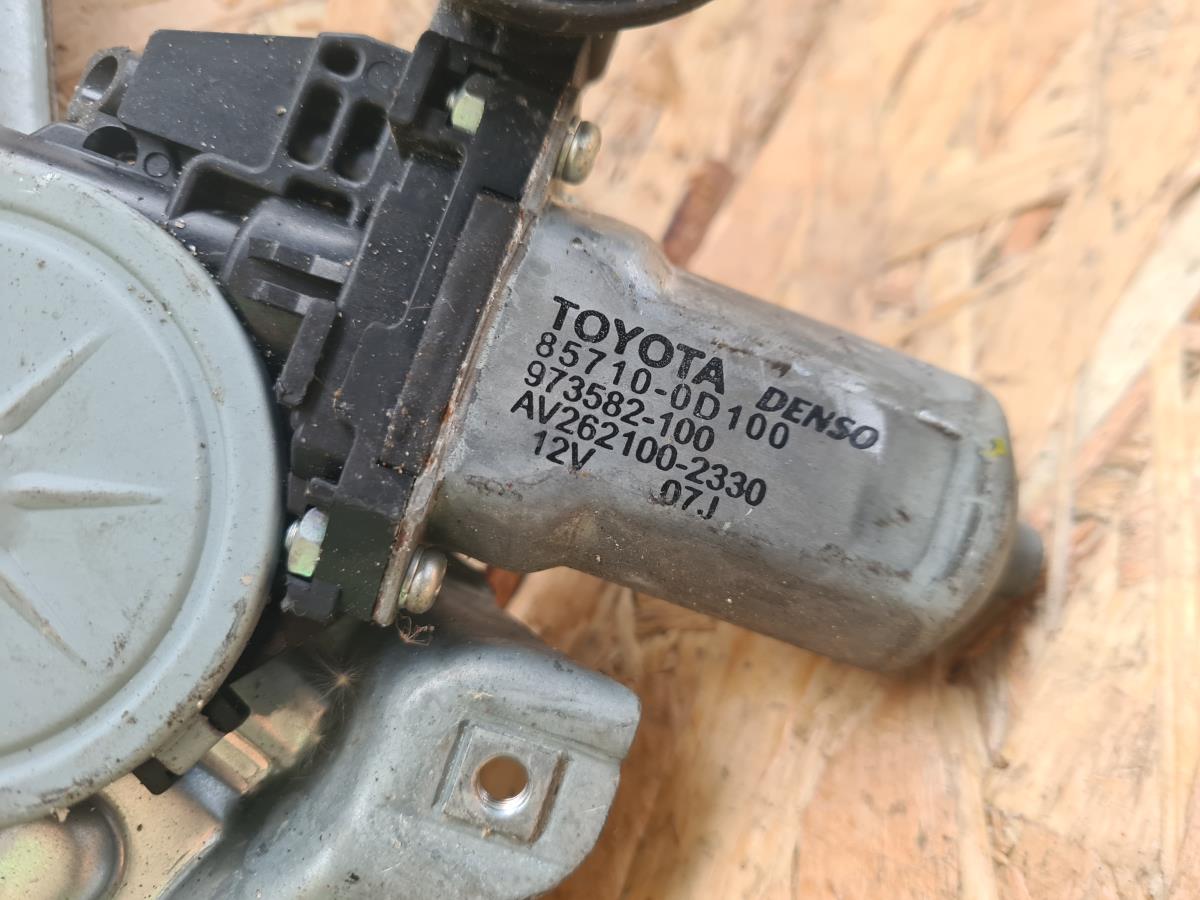 TOYOTA
85710-0D100 DENSO
973582-100
AV262100-2330
12V 07J